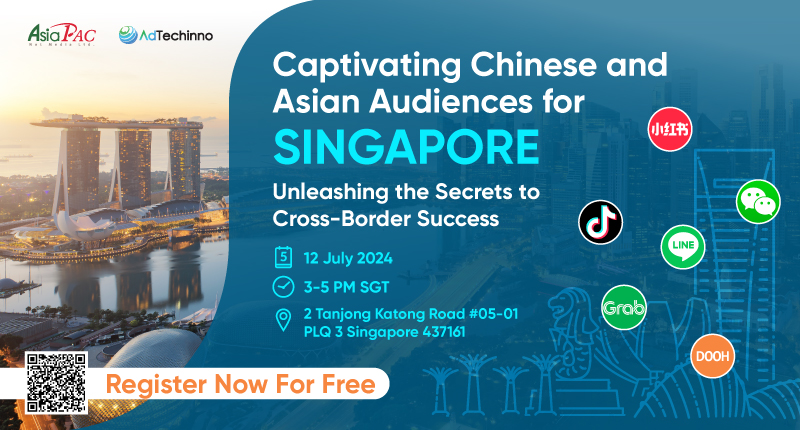 AsiaPAC
Net Media Ltd.
AdTechinno
Captivating Chinese and
Asian Audiences for
SINGAPORE
Unleashing the Secrets to
Cross-Border Success
5
12 July 2024
3-5 PM SGT
2 Tanjong Katong Road #05-01
PLQ 3 Singapore 437161
小红书
LINE
Grab
DOOH
Register Now For Free